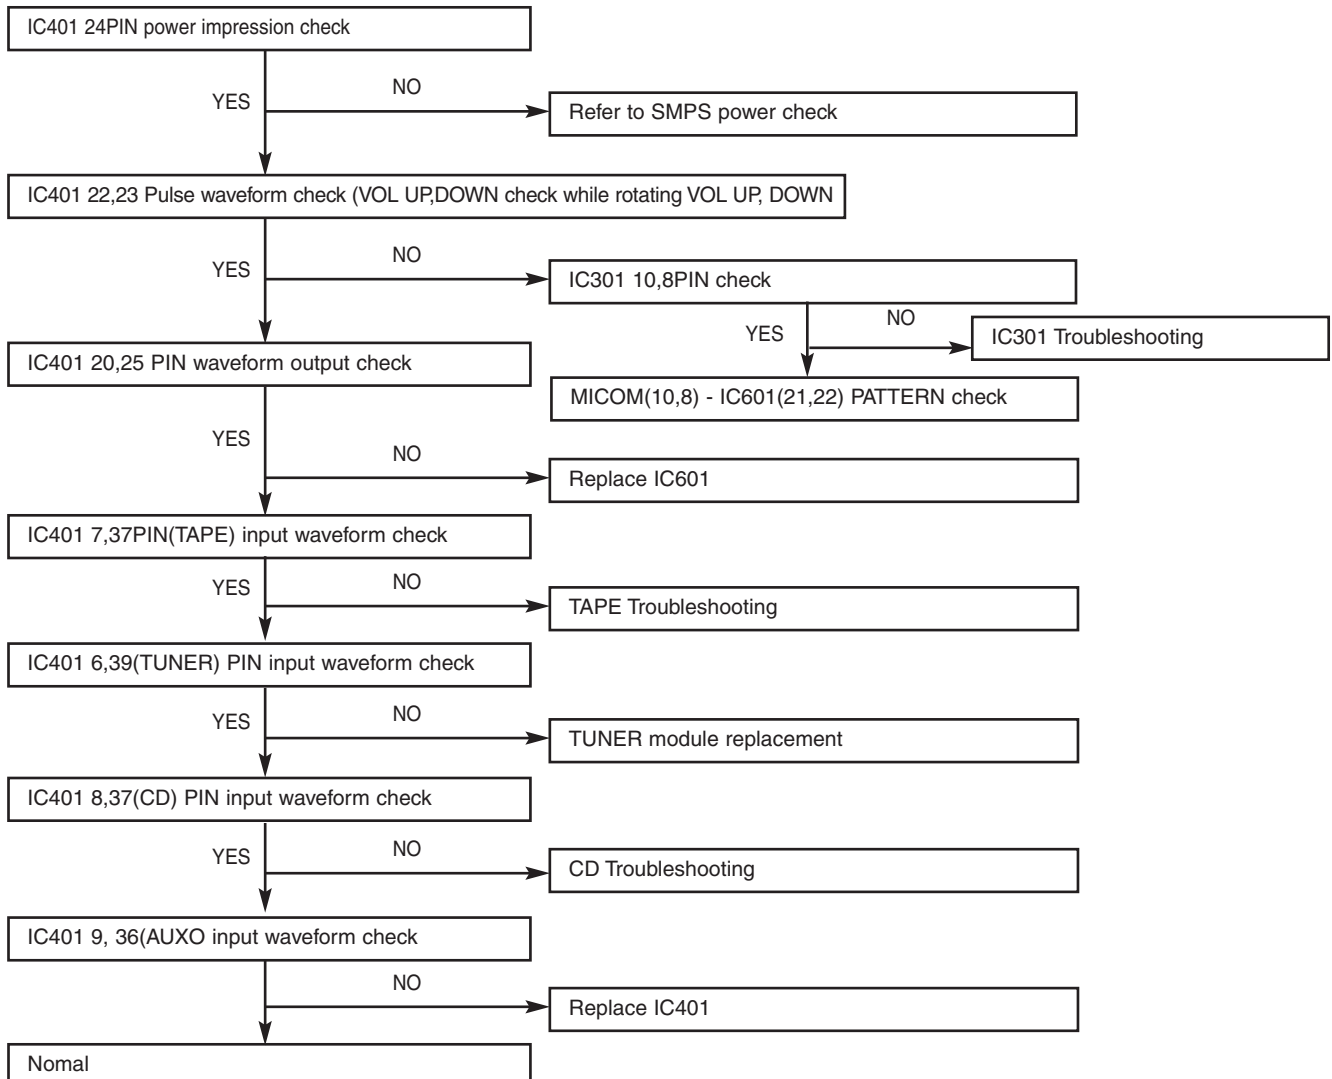 IC401 24PIN power impression check
YES
NO
Refer to SMPS power check
IC401 22,23 Pulse waveform check (VOL UP,DOWN check while rotating VOL UP, DOWN
YES
NO
IC301 10,8PIN check
YES
NO
IC301 Troubleshooting
MICOM(10,8) - IC601(21,22) PATTERN check
IC401 20,25 PIN waveform output check
YES
NO
Replace IC601
IC401 7,37PIN(TAPE) input waveform check
YES
NO
TAPE Troubleshooting
IC401 6,39(TUNER) PIN input waveform check
YES
NO
TUNER module replacement
IC401 8,37(CD) PIN input waveform check
YES
NO
CD Troubleshooting
IC401 9, 36(AUXO input waveform check
NO
Replace IC401
Nomal